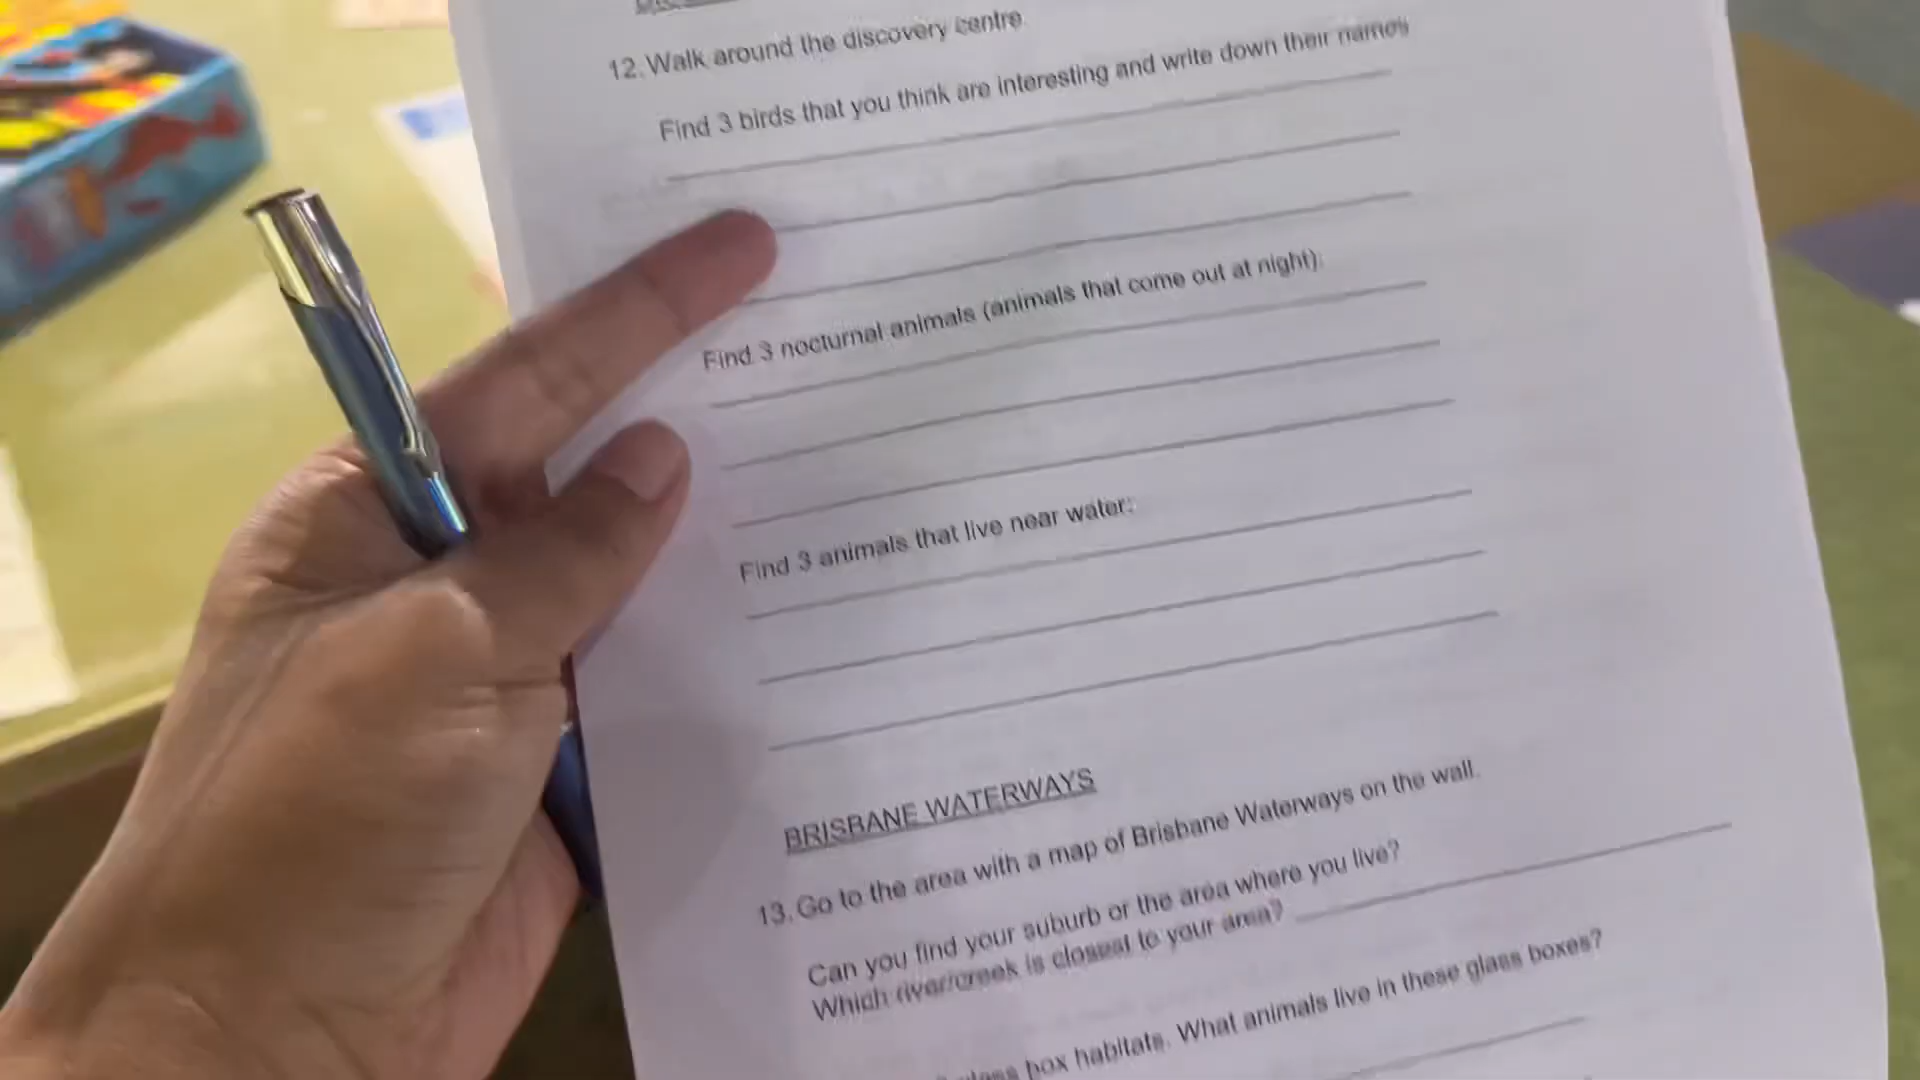 12. Walk around the discovery centre
Find 3 birds that you think are interesting and write down their names
Find 3 nocturnal animals (animals that come out at night):
Find 3 animals that live near water:
BRISBANE WATERWAYS
13. Go to the area with a map of Brisbane Waterways on the wall.
Can you find your suburb or the area where you live?
Which river/creek is closest to your area?
box habitats. What animals live in these glass boxes?